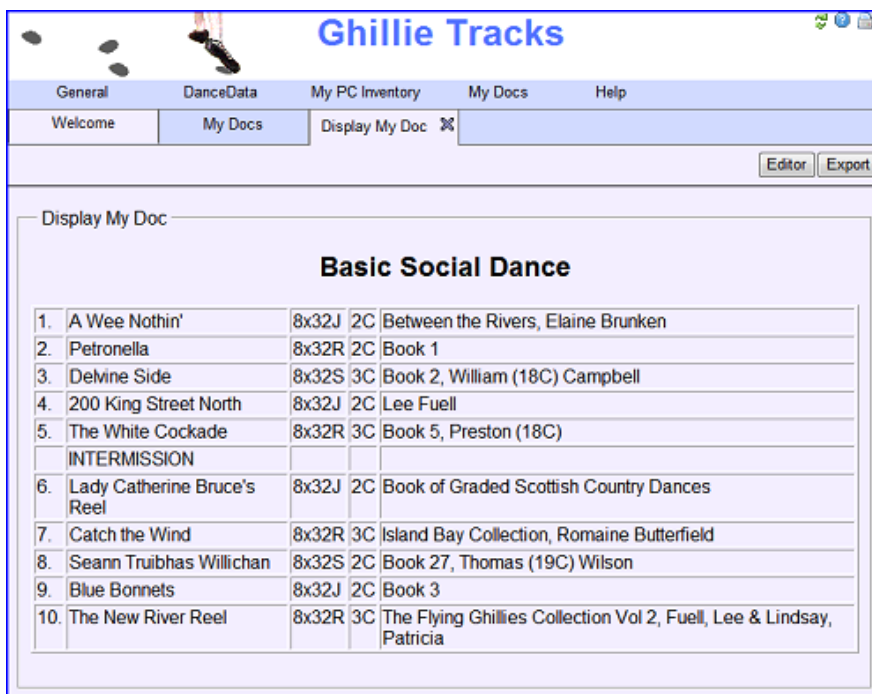 Ghillie Tracks
General DanceData My PC Inventory My Docs Help
Welcome My Docs Display My Doc
Editor Export
Display My Doc
Basic Social Dance
1. A Wee Nothin' 8x32J 2C Between the Rivers, Elaine Brunken
2. Petronella 8x32R 2C Book 1
3. Delvine Side 8x32S 3C Book 2, William (18C) Campbell
4. 200 King Street North 8x32J 2C Lee Fuell
5. The White Cockade 8x32R 3C Book 5, Preston (18C)
INTERMISSION
6. Lady Catherine Bruce's 8x32J 2C Book of Graded Scottish Country Dances
Reel
7. Catch the Wind 8x32R 3C Island Bay Collection, Romaine Butterfield
8. Seann Truibhas Willichan 8x32S 2C Book 27, Thomas (19C) Wilson
9. Blue Bonnets 8x32J 2C Book 3
10. The New River Reel 8x32R 3C The Flying Ghillies Collection Vol 2, Fuell, Lee & Lindsay,
Patricia